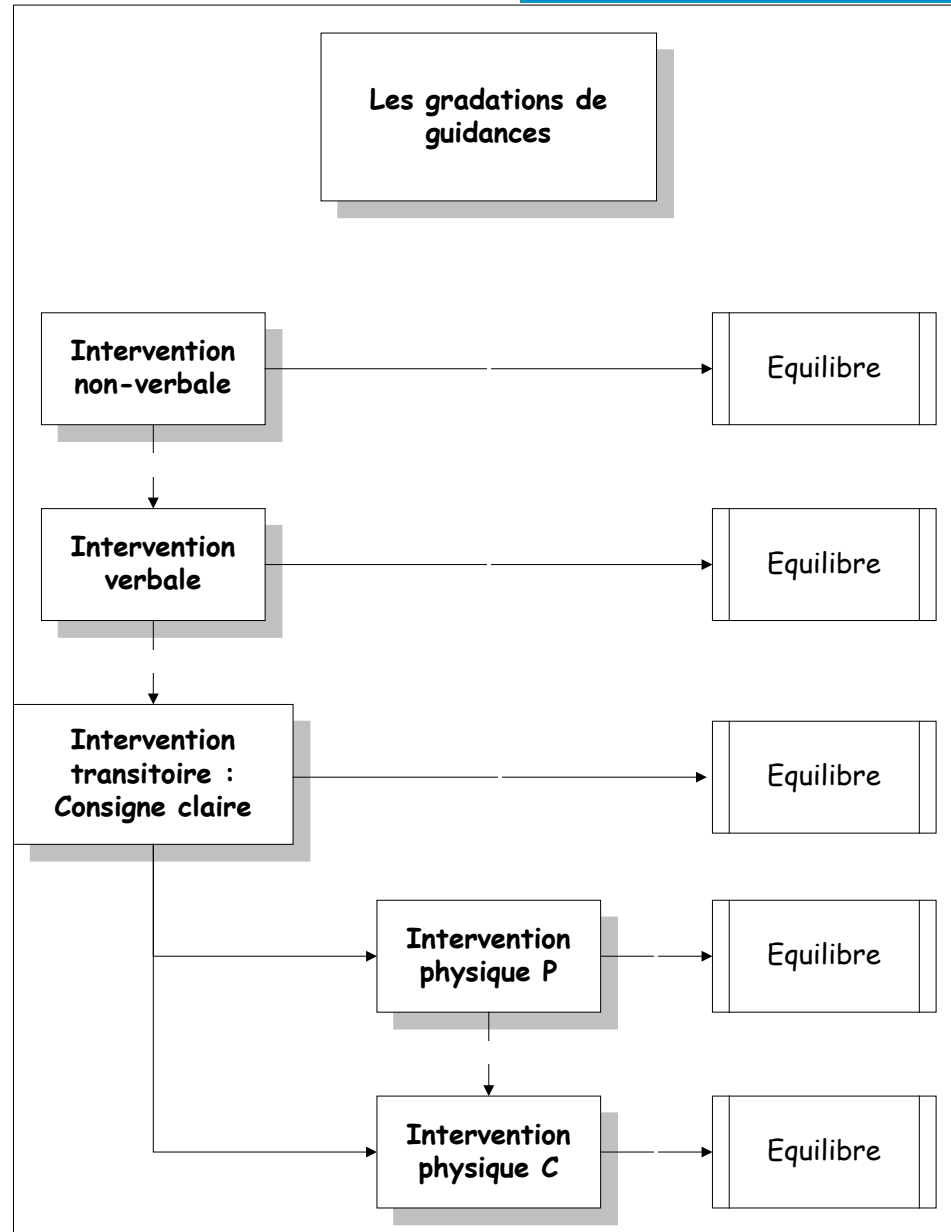 Les gradations de
guidances
Intervention
non-verbale
Equilibre
Intervention
verbale
Equilibre
Intervention
transitoire :
Consigne claire
Equilibre
Intervention
physique P
Equilibre
Intervention
physique C
Equilibre